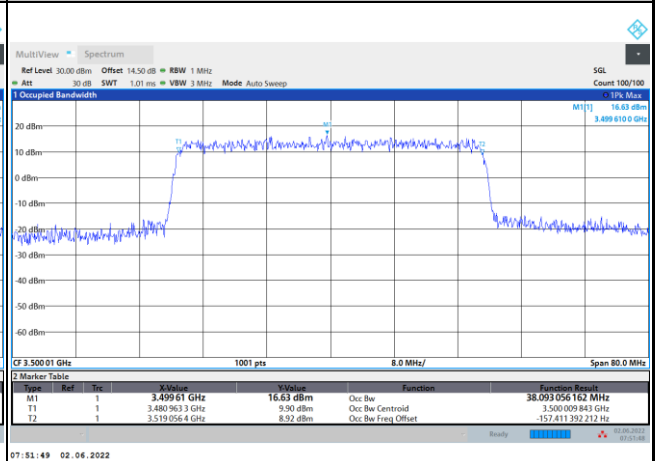 MultiView Spectrum
Ref Level 30.00 dBm Offset 14.50 dB RBW 1 MHz SGL
Att 30 dB SWT 1.01 ms VBW 3 MHz Mode Auto Sweep Count 100/100
1 Occupied Bandwidth 1Pk Max
M1[1] 16.63 dBm
3.499 610 0 GHz
20 dBm
M1
T1
T2
10 dBm
0 dBm
-10 dBm
-20 dBm
-30 dBm
-40 dBm
-50 dBm
-60 dBm
CF 3.500 01 GHz 1001 pts 8.0 MHz/ Span 80.0 MHz
2 Marker Table
Type Ref Trc X-Value Y-Value Function Function Result
M1 1 3.499 61 GHz 16.63 dBm Occ Bw 38.093 056 162 MHz
T1 1 3.480 963 3 GHz 9.90 dBm Occ Bw Centroid 3.500 009 843 GHz
T2 1 3.519 056 4 GHz 8.92 dBm Occ Bw Freq Offset -157.411 392 212 Hz
Ready 02.06.2022
07:51:48
07:51:49 02.06.2022